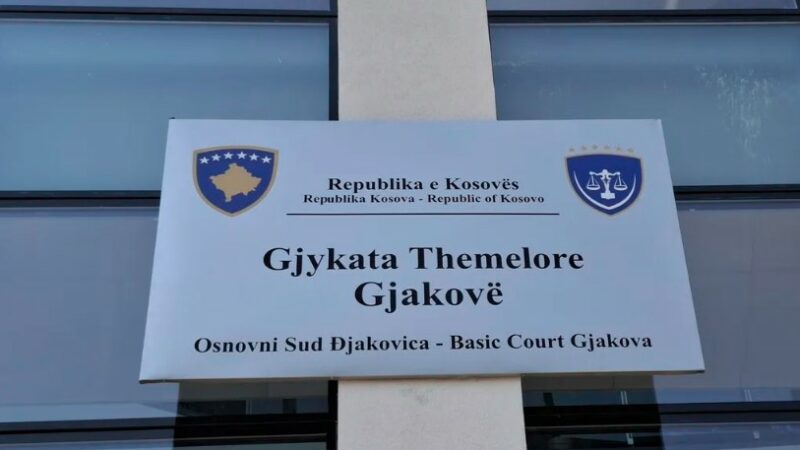 Republika e Kosovës
Republika Kosova - Republic of Kosovo
Gjykata Themelore
Gjakovë
Osnovni Sud Đjakovica - Basic Court Gjakova